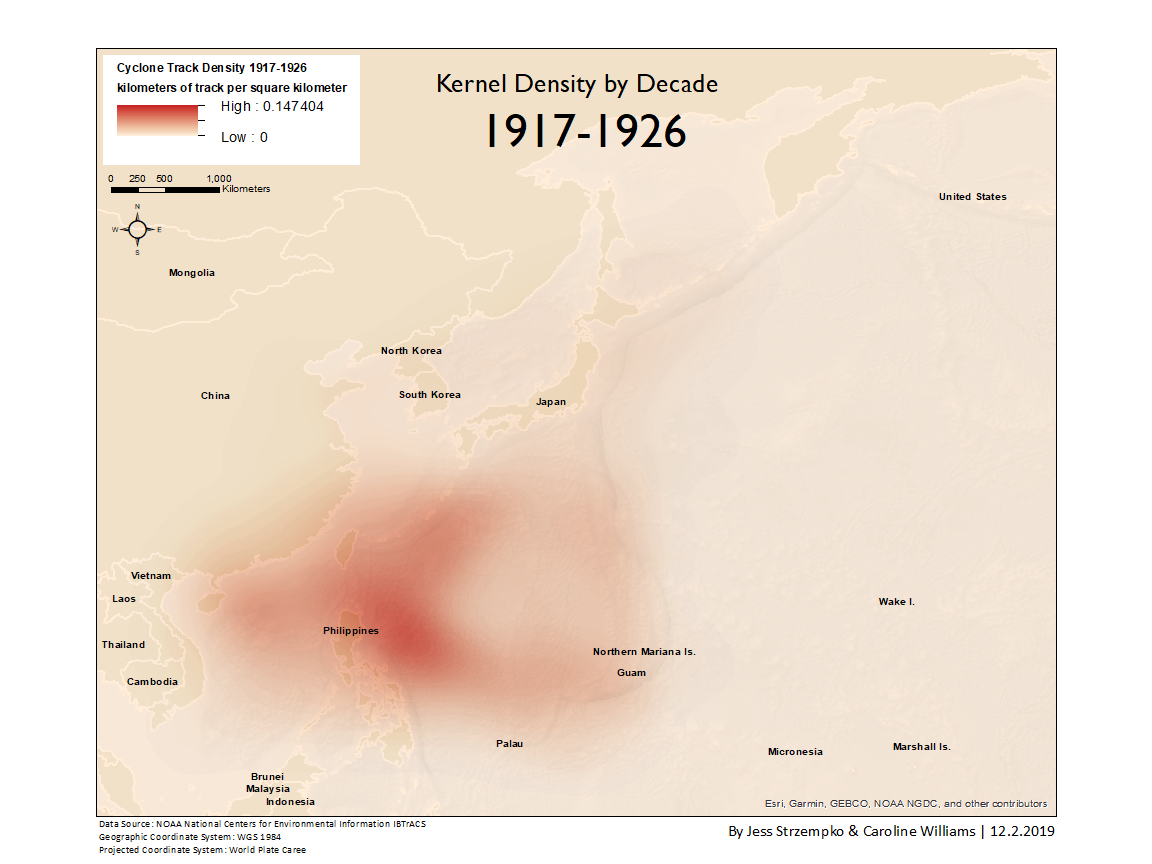 Cyclone Track Density 1917-1926
kilometers of track per square kilometer
High : 0.147404
Low : 0
Kernel Density by Decade
1917-1926
0 250 500 1,000
Kilometers
N
W E
S
United States
Mongolia
North Korea
China
South Korea
Japan
Vietnam
Laos
Wake I.
Philippines
Thailand
Northern Mariana Is.
Guam
Cambodia
Palau
Micronesia
Marshall Is.
Brunei
Malaysia
Indonesia
Esri, Garmin, GEBCO, NOAA NGDC, and other contributors
Data Source: NOAA National Centers for Environmental Information IBTrACS
Geographic Coordinate System: WGS 1984
Projected Coordinate System: World Plate Caree
By Jess Strzempko & Caroline Williams | 12.2.2019